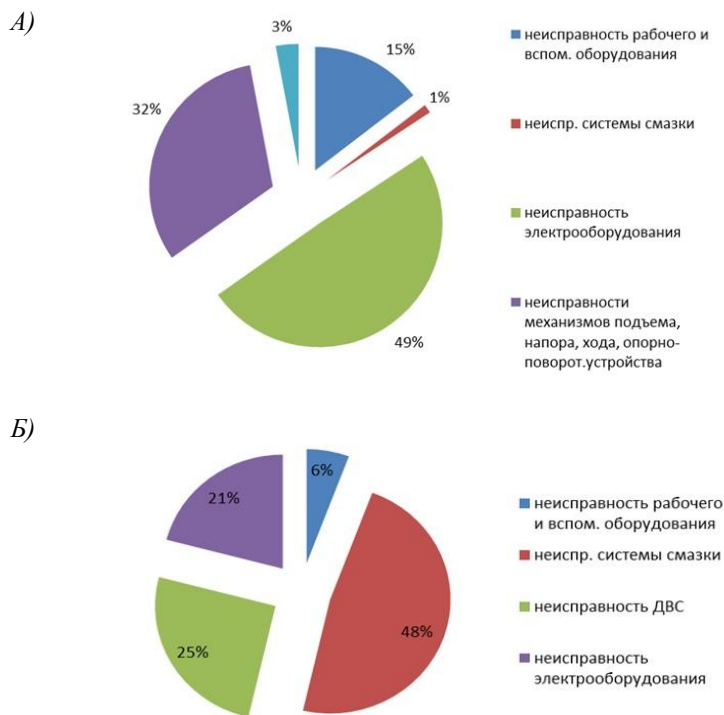 А)
3%
15%
1%
32%
49%
неисправность рабочего и
вспом. оборудования
неиспр. системы смазки
неисправность
электрооборудования
неисправности
механизмов подъема,
напора, хода, опорно-
поворот.устройства
Б)
6%
21%
48%
25%
неисправность рабочего
и вспом. оборудования
неиспр. системы смазки
неисправность ДВС
неисправность
электрооборудования